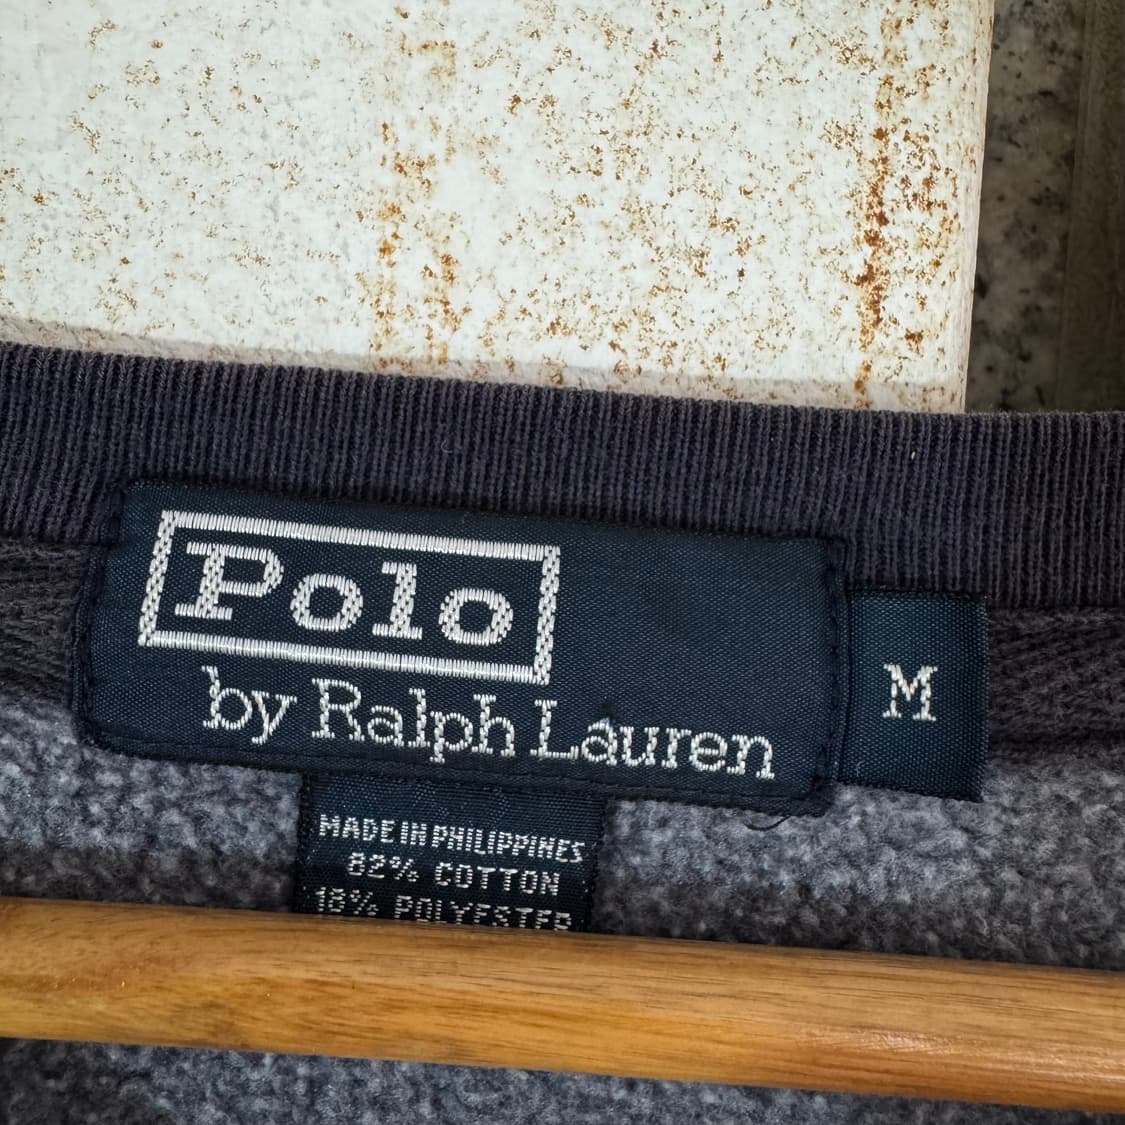 Polo
by Ralph Lauren
M
MADE IN PHILIPPINES
82% COTTON
18% POLYESTER